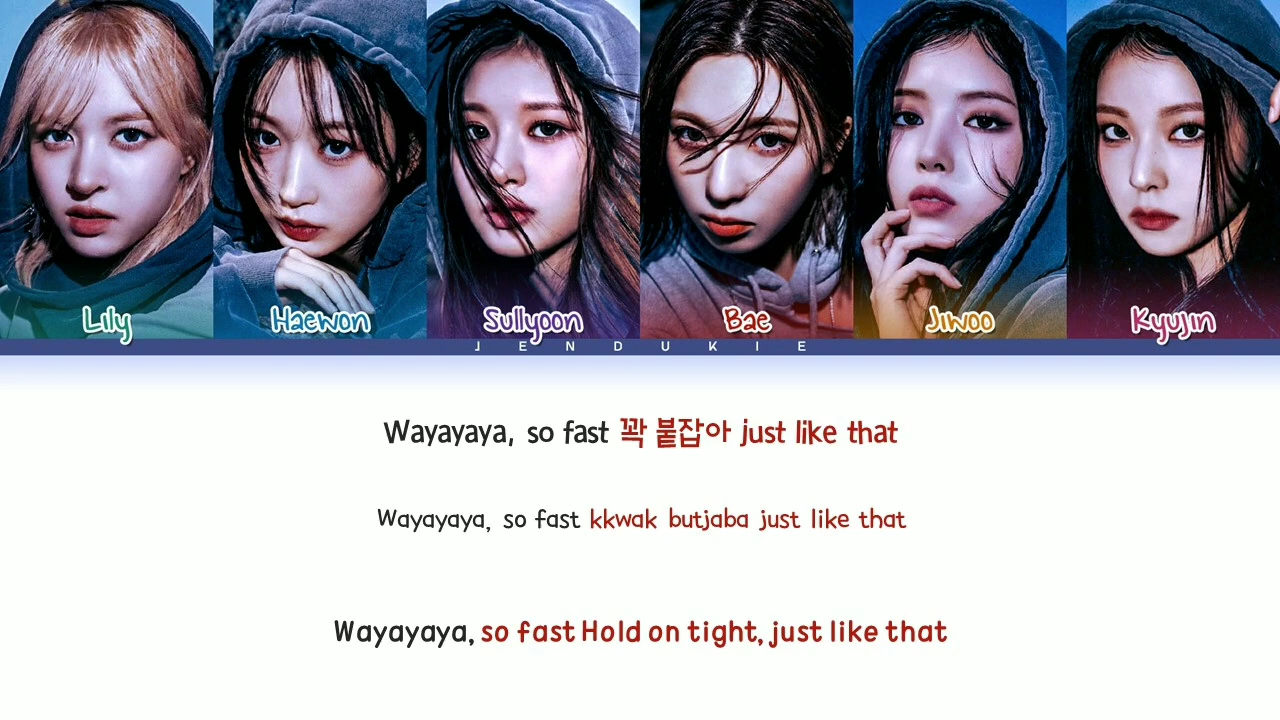 Lily
Haewon
Sullyoon
Bae
Jiwoo
Kyujin
JENDUKIE
Wayayaya, so fast 꽉 붙잡아 just like that
Wayayaya, so fast kkwak butjaba just like that
Wayayaya, so fast Hold on tight, just like that